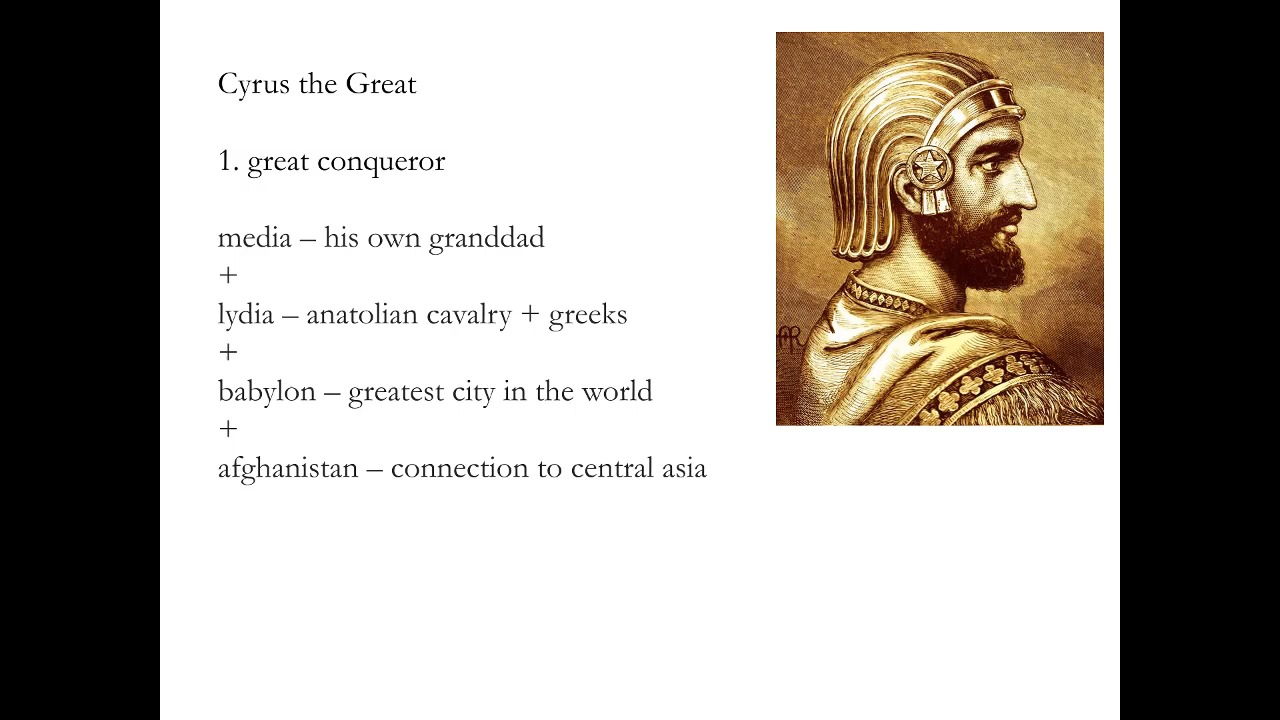 Cyrus the Great
1. great conqueror
media – his own granddad
+
lydia – anatolian cavalry + greeks
+
babylon – greatest city in the world
+
afghanistan – connection to central asia